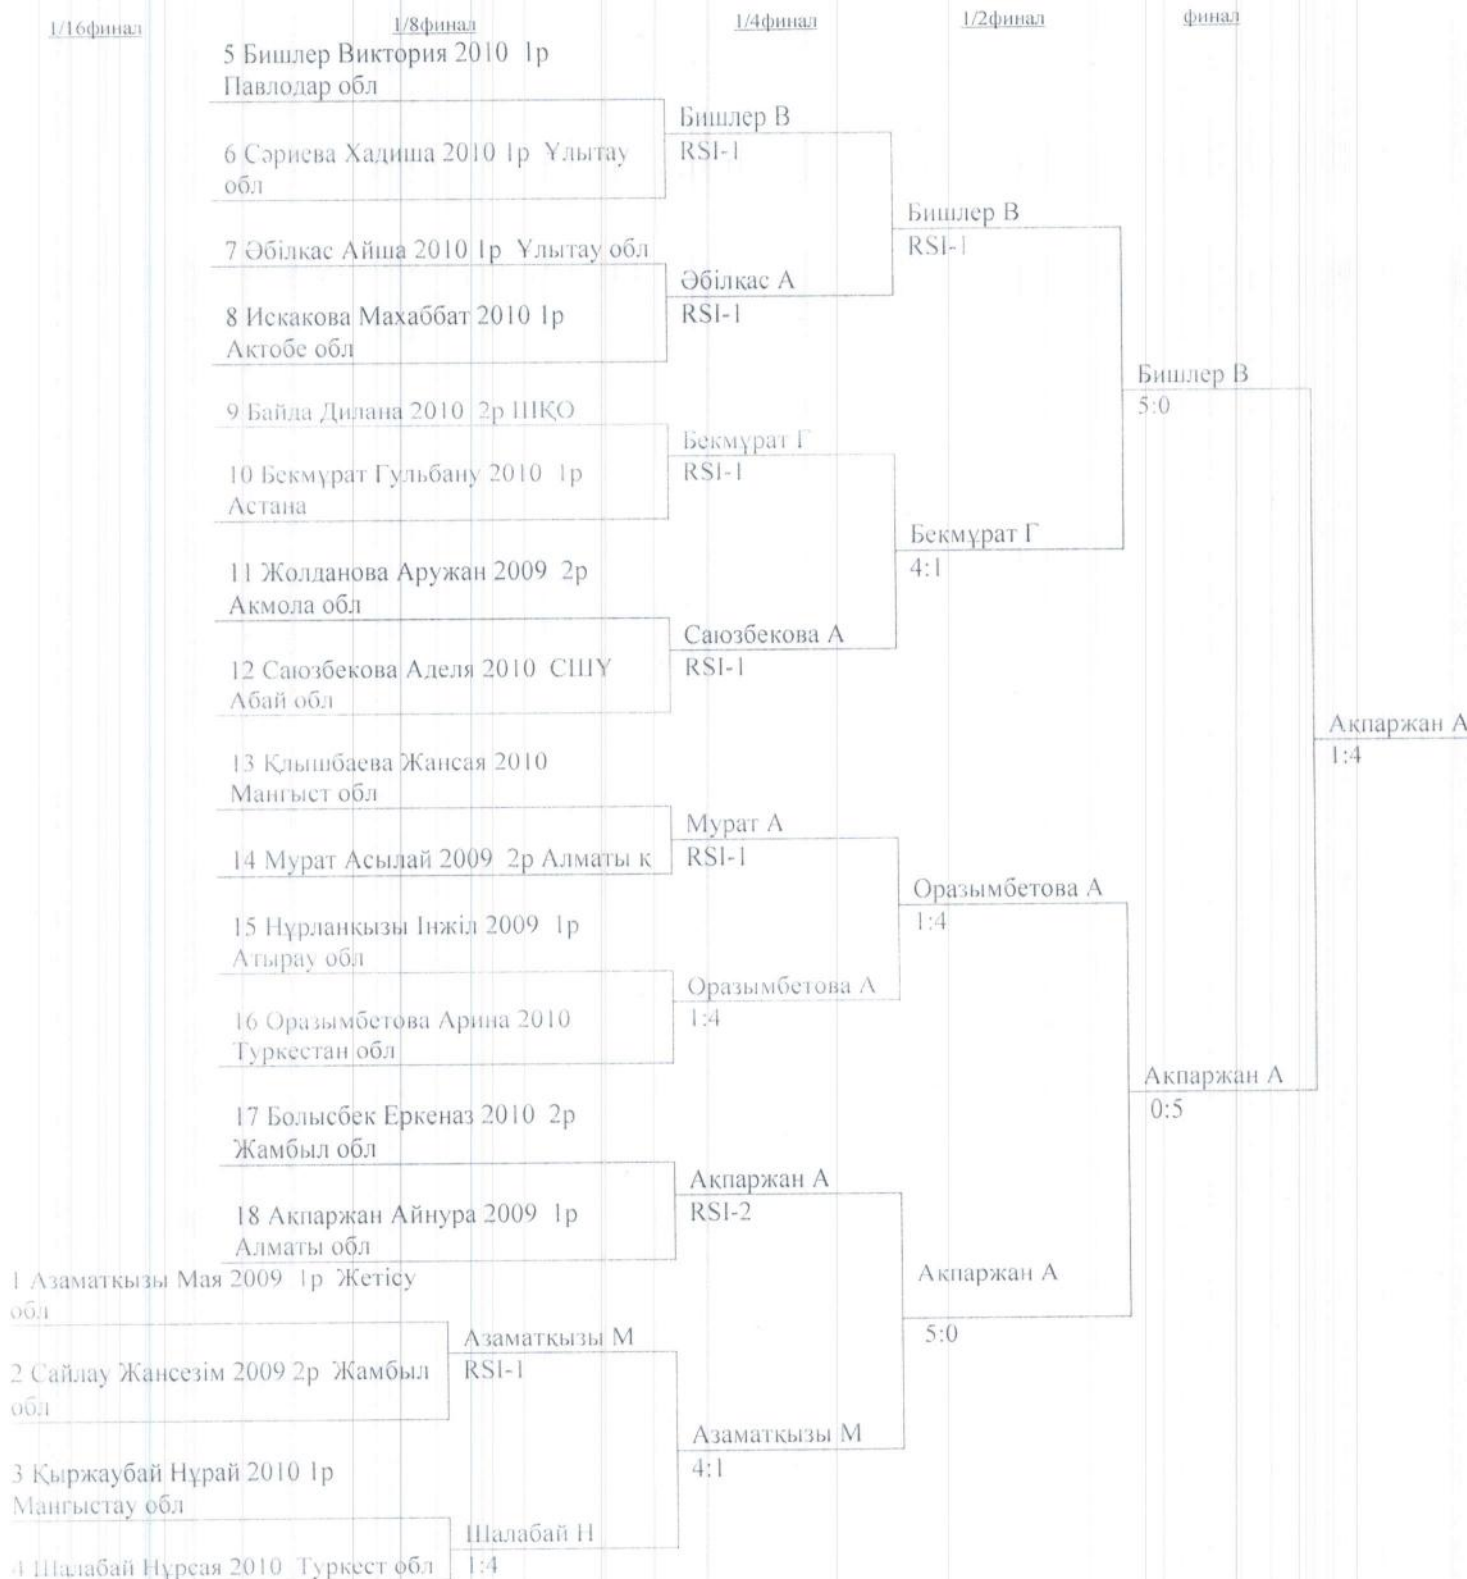 1/16финал
1/8финал
1/4финал
1/2финал
финал
5 Бишлер Виктория 2010 1р
Павлодар обл
Бишлер В
RSI-1
6 Сәриева Хадиша 2010 1р Ұлытау
обл
Бишлер В
RSI-1
7 Әбілқас Айша 2010 1р Ұлытау обл
Әбілқас А
RSI-1
8 Искакова Махаббат 2010 1р
Актобе обл
Бишлер В
5:0
9 Байда Дилана 2010 2р ШҚО
Бекмұрат Г
RSI-1
10 Бекмұрат Гульбану 2010 1р
Астана
Бекмұрат Г
4:1
11 Жолданова Аружан 2009 2р
Акмола обл
Саюзбекова А
RSI-1
12 Саюзбекова Аделя 2010 СШҮ
Абай обл
Ақпаржан А
1:4
13 Қлышбаева Жансая 2010
Мангыст обл
Мурат А
RSI-1
14 Мурат Асылай 2009 2р Алматы к
Оразымбетова А
1:4
15 Нұрланқызы Інжіл 2009 1р
Атырау обл
Оразымбетова А
1:4
16 Оразымбетова Арина 2010
Туркестан обл
Акпаржан А
0:5
17 Болысбек Еркеназ 2010 2р
Жамбыл обл
Ақпаржан А
RSI-2
18 Акпаржан Айнура 2009 1р
Алматы обл
Акпаржан А
5:0
1 Азаматкызы Мая 2009 1р Жетісу
обл
Азаматқызы М
RSI-1
2 Сайлау Жансезім 2009 2р Жамбыл
обл
Азаматқызы М
4:1
3 Қыржаубай Нұрай 2010 1р
Мангыстау обл
Шалабай Н
1:4
4 Шалабай Нұрсая 2010 Туркест обл